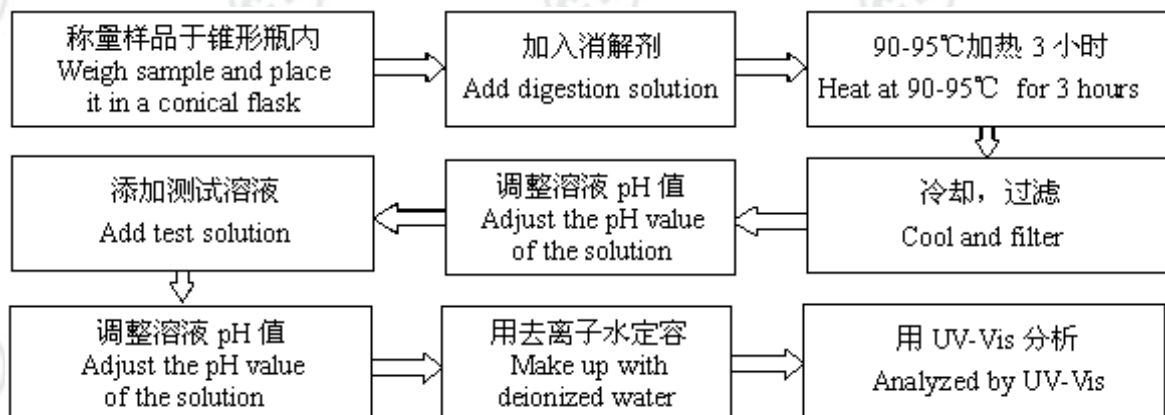 称量样品于锥形瓶内
Weigh sample and place
it in a conical flask
加入消解剂
Add digestion solution
90-95℃加热 3 小时
Heat at 90-95℃ for 3 hours
冷却，过滤
Cool and filter
调整溶液 pH 值
Adjust the pH value
of the solution
添加测试溶液
Add test solution
调整溶液 pH 值
Adjust the pH value
of the solution
用去离子水定容
Make up with
deionized water
用 UV-Vis 分析
Analyzed by UV-Vis